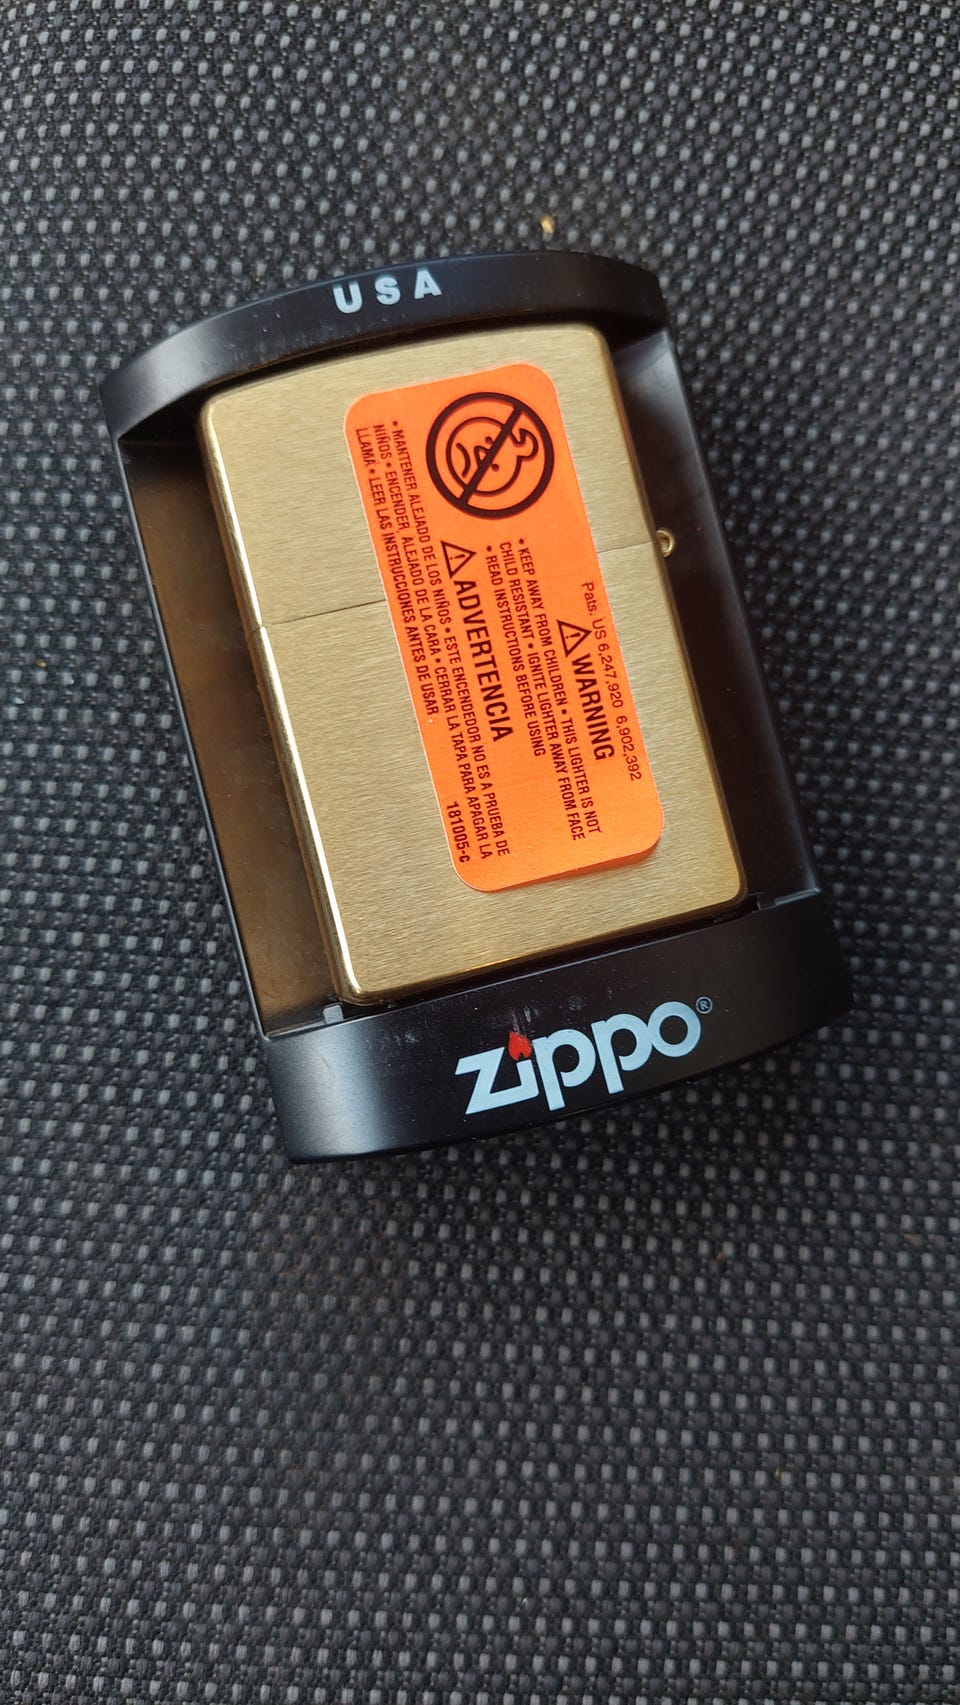 USA
Pats. US 6,247,920 6,902,392
WARNING
• KEEP AWAY FROM CHILDREN • THIS LIGHTER IS NOT
CHILD RESISTANT • IGNITE LIGHTER AWAY FROM FACE
• READ INSTRUCTIONS BEFORE USING
ADVERTENCIA
• MANTENER ALEJADO DE LOS NIÑOS • ESTE ENCENDEDOR NO ES A PRUEBA DE
NIÑOS • ENCENDER, ALEJADO DE LA CARA • CERRAR LA TAPA PARA APAGAR LA
LLAMA • LEER LAS INSTRUCCIONES ANTES DE USAR
181005-c
zippo®